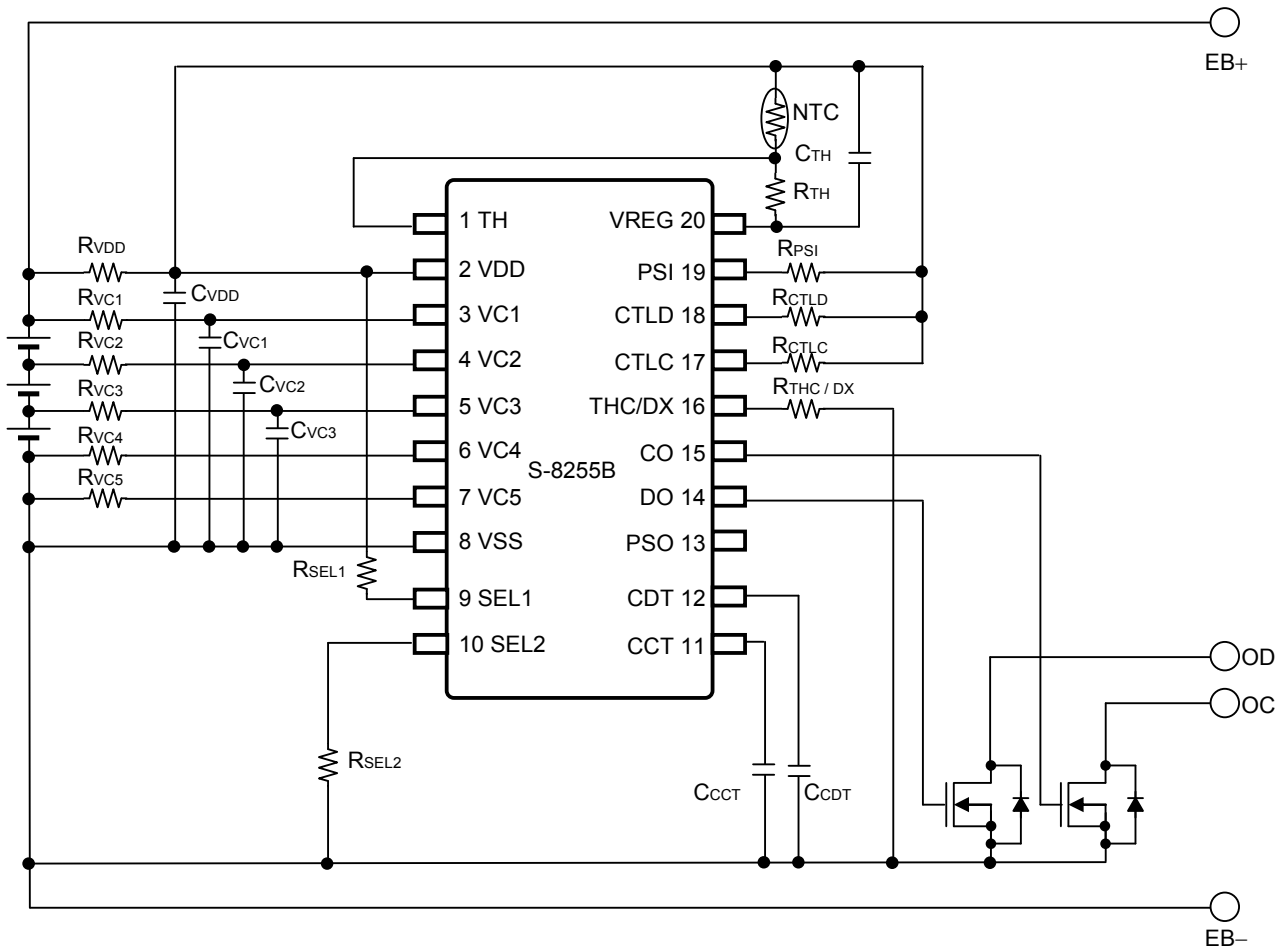 EB+
NTC
CTH
RTH
1 TH
VREG 20
RVDD
2 VDD
RPSI
PSI 19
CVDD
RVC1
3 VC1
RCTLD
CTLD 18
CVC1
RVC2
4 VC2
RCTLC
CTLC 17
CVC2
RVC3
5 VC3
RTHC / DX
THC/DX 16
CVC3
RVC4
6 VC4
CO 15
S-8255B
RVC5
7 VC5
DO 14
8 VSS
PSO 13
RSEL1
9 SEL1
CDT 12
10 SEL2
CCT 11
OD
OC
RSEL2
CCCT
CCDT
EB−